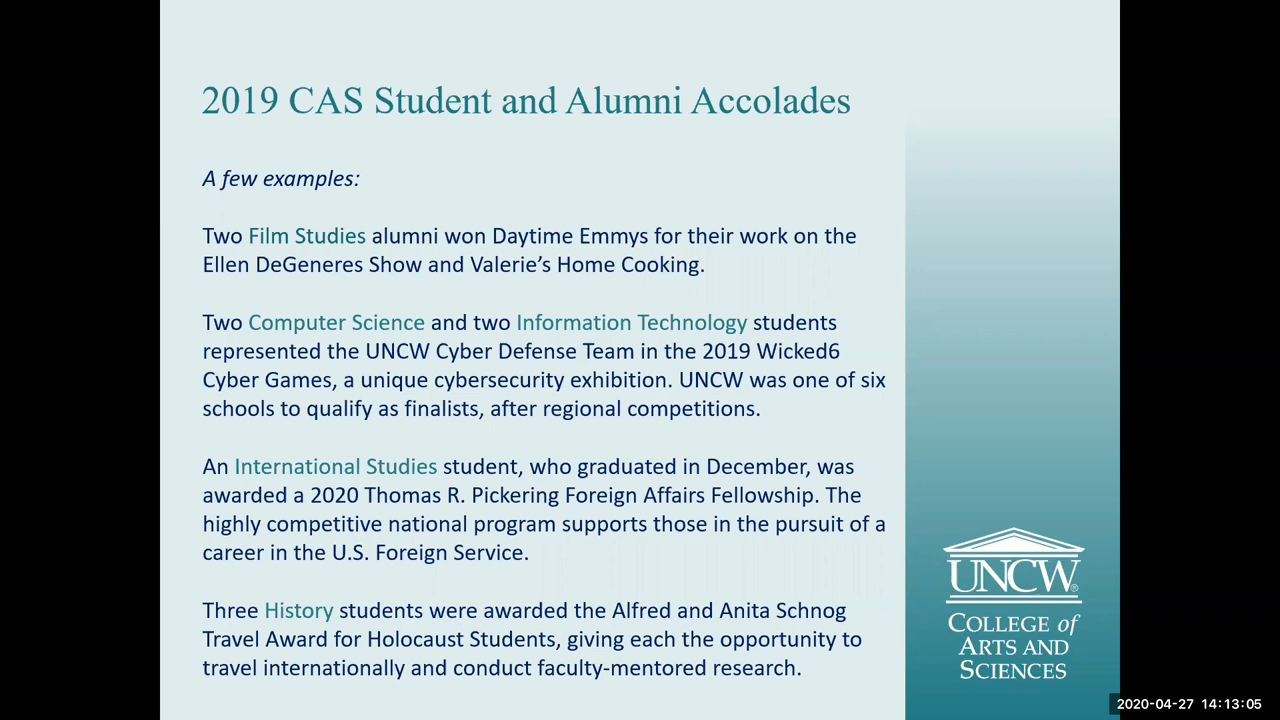 2019 CAS Student and Alumni Accolades
A few examples:
Two Film Studies alumni won Daytime Emmys for their work on the
Ellen DeGeneres Show and Valerie’s Home Cooking.
Two Computer Science and two Information Technology students
represented the UNCW Cyber Defense Team in the 2019 Wicked6
Cyber Games, a unique cybersecurity exhibition. UNCW was one of six
schools to qualify as finalists, after regional competitions.
An International Studies student, who graduated in December, was
awarded a 2020 Thomas R. Pickering Foreign Affairs Fellowship. The
highly competitive national program supports those in the pursuit of a
career in the U.S. Foreign Service.
Three History students were awarded the Alfred and Anita Schnog
Travel Award for Holocaust Students, giving each the opportunity to
travel internationally and conduct faculty-mentored research.
UNCW®
COLLEGE of
ARTS AND
SCIENCES
2020-04-27 14:13:05